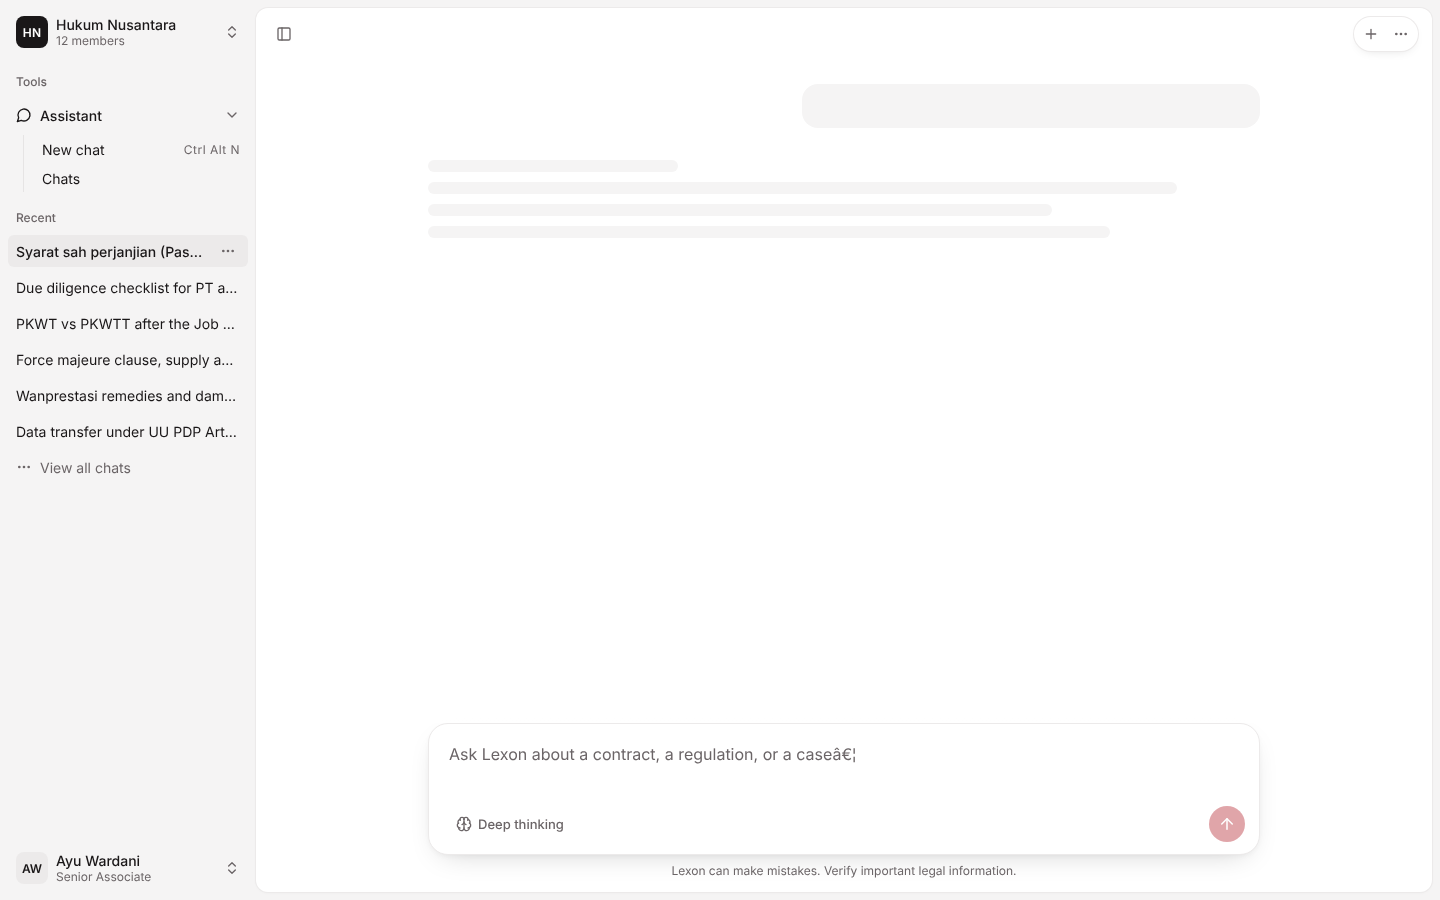 HN
Hukum Nusantara
12 members
Tools
Assistant
New chat Ctrl Alt N
Chats
Recent
Syarat sah perjanjian (Pas...
Due diligence checklist for PT a...
PKWT vs PKWTT after the Job ...
Force majeure clause, supply a...
Wanprestasi remedies and dam...
Data transfer under UU PDP Art...
View all chats
AW
Ayu Wardani
Senior Associate
Ask Lexon about a contract, a regulation, or a caseâ€¦
Deep thinking
Lexon can make mistakes. Verify important legal information.